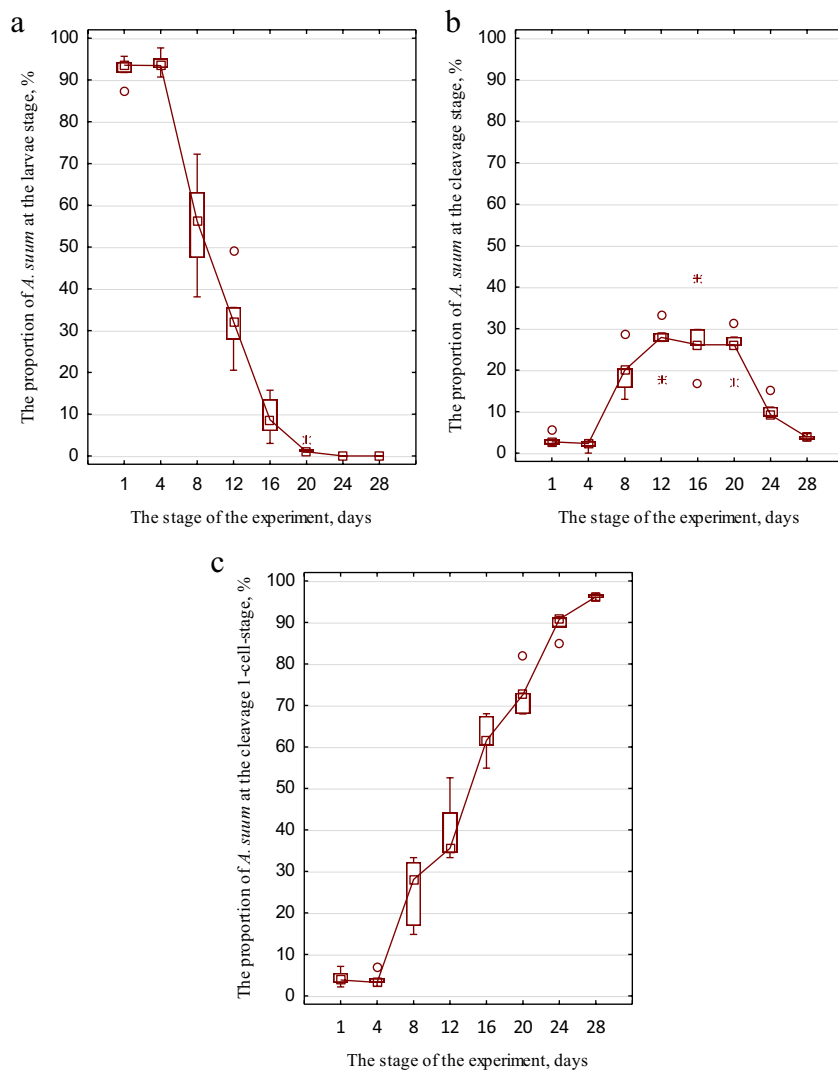 a
The proportion of A. suum at the larvae stage, %
100
90
80
70
60
50
40
30
20
10
0
1 4 8 12 16 20 24 28
The stage of the experiment, days
b
The proportion of A. suum at the cleavage stage, %
100
90
80
70
60
50
40
30
20
10
0
1 4 8 12 16 20 24 28
The stage of the experiment, days
c
The proportion of A. suum at the cleavage 1-cell-stage, %
100
90
80
70
60
50
40
30
20
10
0
1 4 8 12 16 20 24 28
The stage of the experiment, days